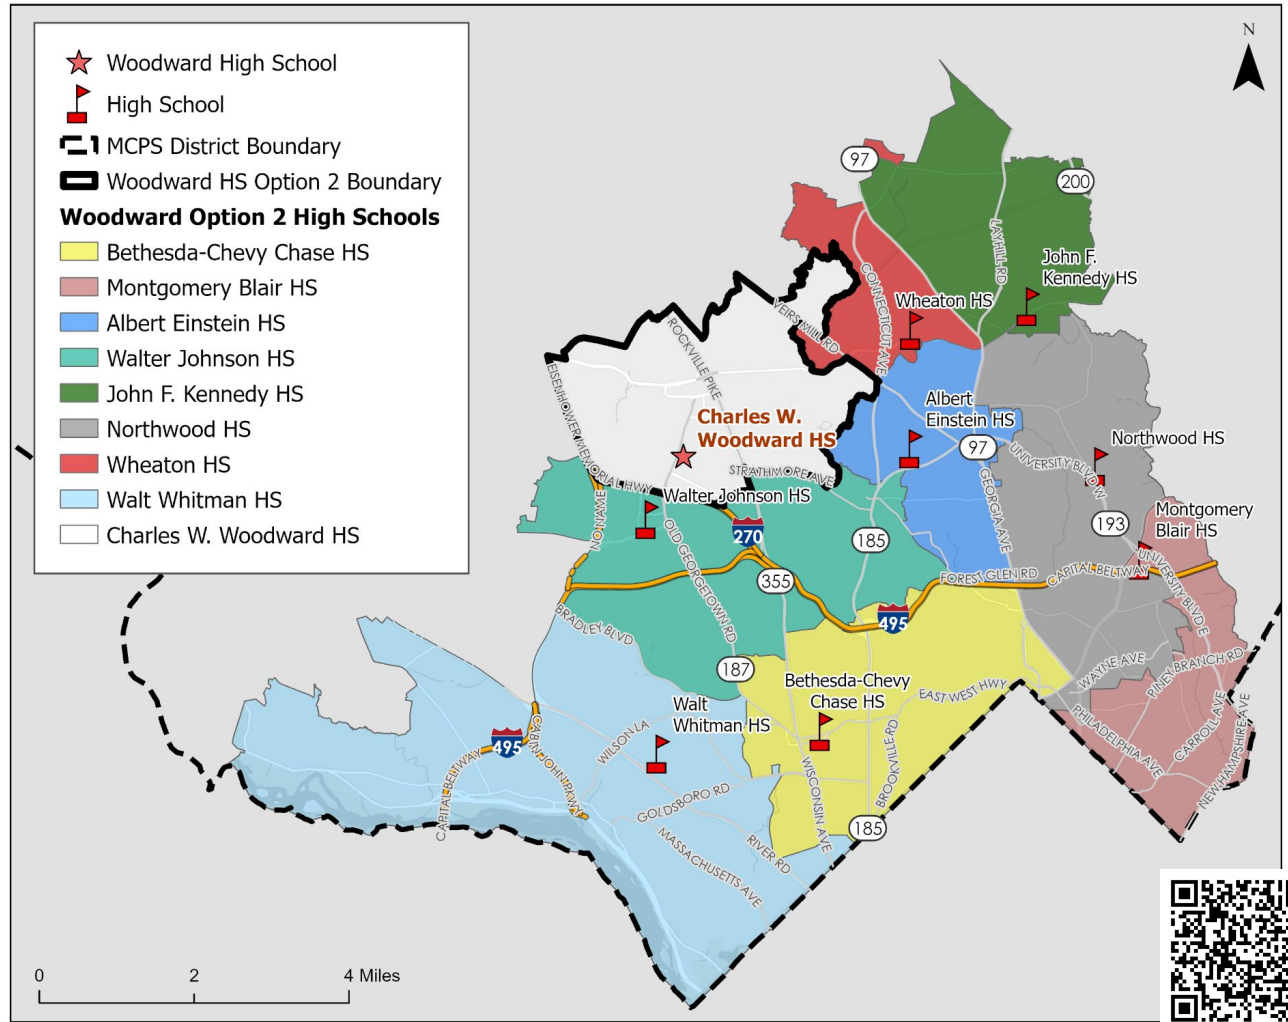 Woodward High School
High School
MCPS District Boundary
Woodward HS Option 2 Boundary
Woodward Option 2 High Schools
Bethesda-Chevy Chase HS
Montgomery Blair HS
Albert Einstein HS
Walter Johnson HS
John F. Kennedy HS
Northwood HS
Wheaton HS
Walt Whitman HS
Charles W. Woodward HS
N
97
200
LAYHILL RD
John F.
Kennedy HS
CONNECTICUT AVE
Wheaton HS
VEIRS MILL RD
ROCKVILLE PIKE
EISENHOWER MEMORIAL HWY
Charles W.
Woodward HS
Albert
Einstein HS
97
UNIVERSITY BLVD W
Northwood HS
STRATHMORE AVE
GEORGIA AVE
Walter Johnson HS
NO NAME
OLD GEORGETOWN RD
270
185
193
Montgomery
Blair HS
355
FOREST GLEN RD
CAPITAL BELTWAY
UNIVERSITY BLVD E
495
BRADLEY BLVD
187
WAYNE AVE
PINEY BRANCH RD
Bethesda-Chevy
Chase HS
EAST WEST HWY
Walt
Whitman HS
PHILADELPHIA AVE
CARROLL AVE
NEW HAMPSHIRE AVE
495
CAPITAL BELTWAY
CABIN JOHN PKWY
WILSON LA
GOLDSBORO RD
WISCONSIN AVE
BROOKVILLE RD
185
RIVER RD
MASSACHUSETTS AVE
0 2 4 Miles